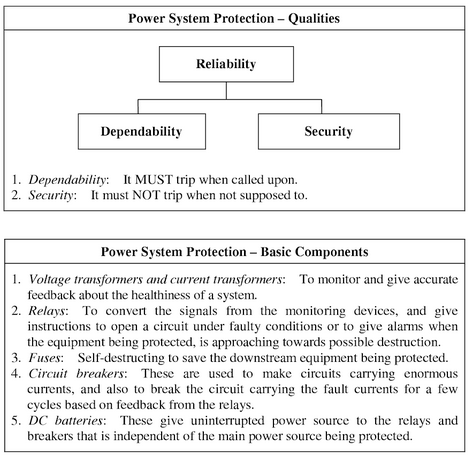 Power System Protection – Qualities
Reliability
Dependability
Security
1. Dependability: It MUST trip when called upon.
2. Security: It must NOT trip when not supposed to.
Power System Protection – Basic Components
1. Voltage transformers and current transformers: To monitor and give accurate
feedback about the healthiness of a system.
2. Relays: To convert the signals from the monitoring devices, and give
instructions to open a circuit under faulty conditions or to give alarms when
the equipment being protected, is approaching towards possible destruction.
3. Fuses: Self-destructing to save the downstream equipment being protected.
4. Circuit breakers: These are used to make circuits carrying enormous
currents, and also to break the circuit carrying the fault currents for a few
cycles based on feedback from the relays.
5. DC batteries: These give uninterrupted power source to the relays and
breakers that is independent of the main power source being protected.